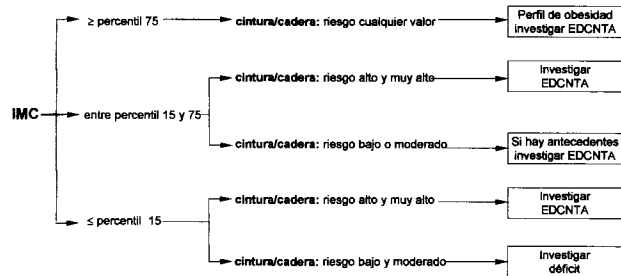 ≥ percentil 75
cintura/cadera: riesgo cualquier valor
Perfil de obesidad
investigar EDCNTA
cintura/cadera: riesgo alto y muy alto
Investigar
EDCNTA
IMC
entre percentil 15 y 75
cintura/cadera: riesgo bajo o moderado
Si hay antecedentes
investigar EDCNTA
cintura/cadera: riesgo alto y muy alto
Investigar
EDCNTA
≤ percentil 15
cintura/cadera: riesgo bajo y moderado
Investigar
déficit